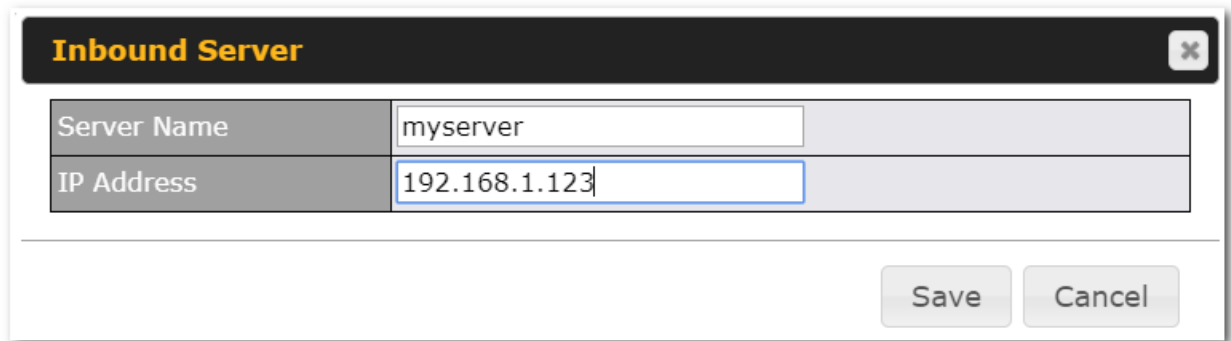 Inbound Server
Server Name myserver
IP Address 192.168.1.123
Save Cancel